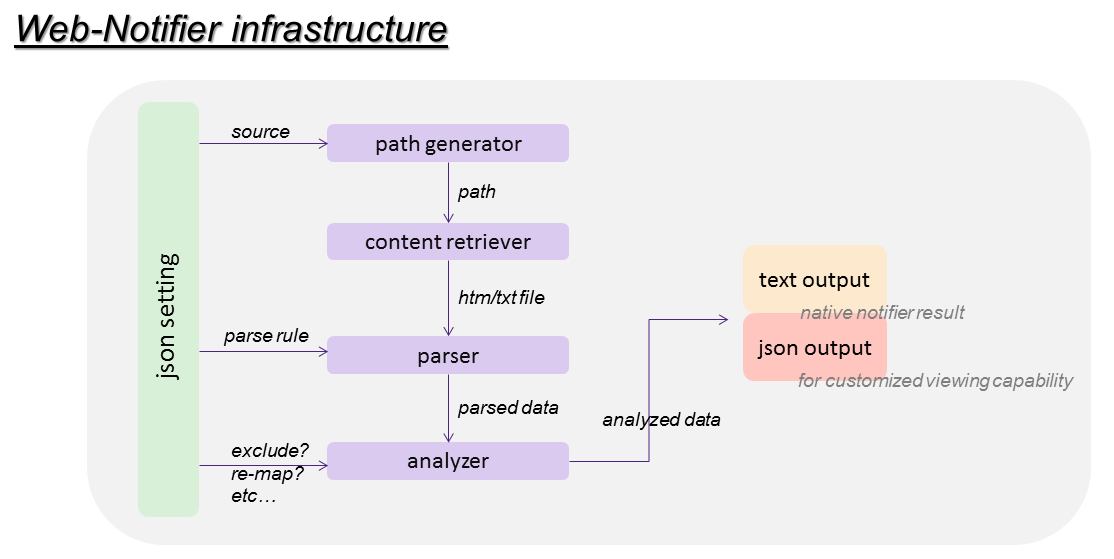 Web-Notifier infrastructure
json setting
source
path generator
path
content retriever
htm/txt file
parse rule
parser
parsed data
exclude?
re-map?
etc…
analyzer
analyzed data
text output
native notifier result
json output
for customized viewing capability